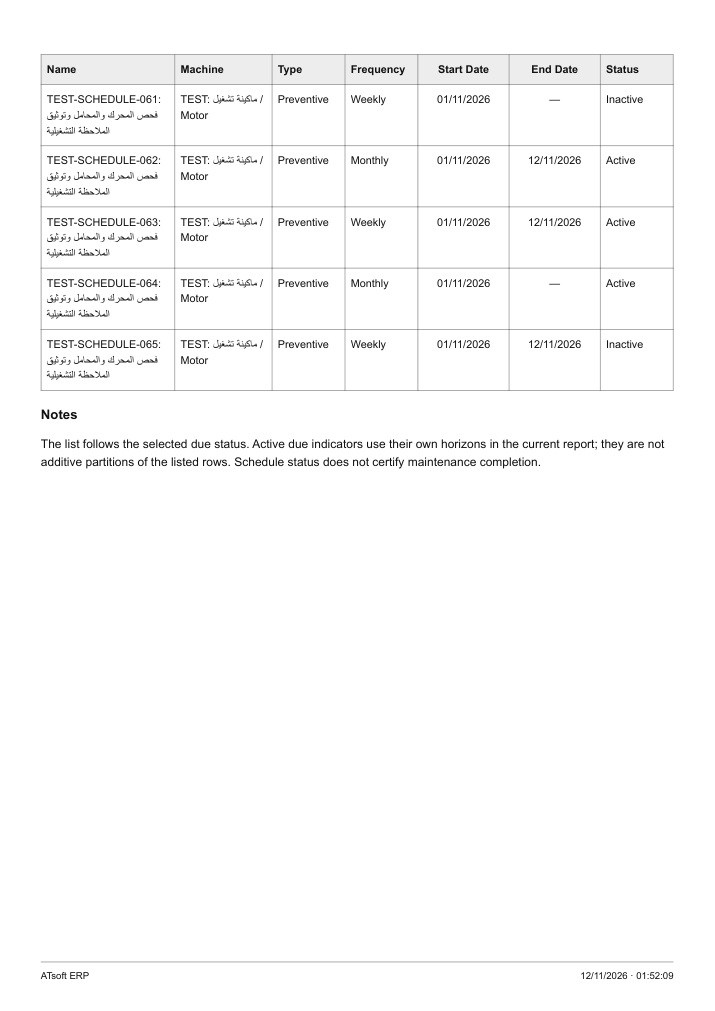 Name Machine Type Frequency Start Date End Date Status
TEST-SCHEDULE-061: TEST: ماكينة تشغيل / Preventive Weekly 01/11/2026 — Inactive
فحص المحرك والمحامل وتوثيق Motor
الملاحظة التشغيلية
TEST-SCHEDULE-062: TEST: ماكينة تشغيل / Preventive Monthly 01/11/2026 12/11/2026 Active
فحص المحرك والمحامل وتوثيق Motor
الملاحظة التشغيلية
TEST-SCHEDULE-063: TEST: ماكينة تشغيل / Preventive Weekly 01/11/2026 12/11/2026 Active
فحص المحرك والمحامل وتوثيق Motor
الملاحظة التشغيلية
TEST-SCHEDULE-064: TEST: ماكينة تشغيل / Preventive Monthly 01/11/2026 — Active
فحص المحرك والمحامل وتوثيق Motor
الملاحظة التشغيلية
TEST-SCHEDULE-065: TEST: ماكينة تشغيل / Preventive Weekly 01/11/2026 12/11/2026 Inactive
فحص المحرك والمحامل وتوثيق Motor
الملاحظة التشغيلية
Notes
The list follows the selected due status. Active due indicators use their own horizons in the current report; they are not
additive partitions of the listed rows. Schedule status does not certify maintenance completion.
ATsoft ERP 12/11/2026 · 01:52:09